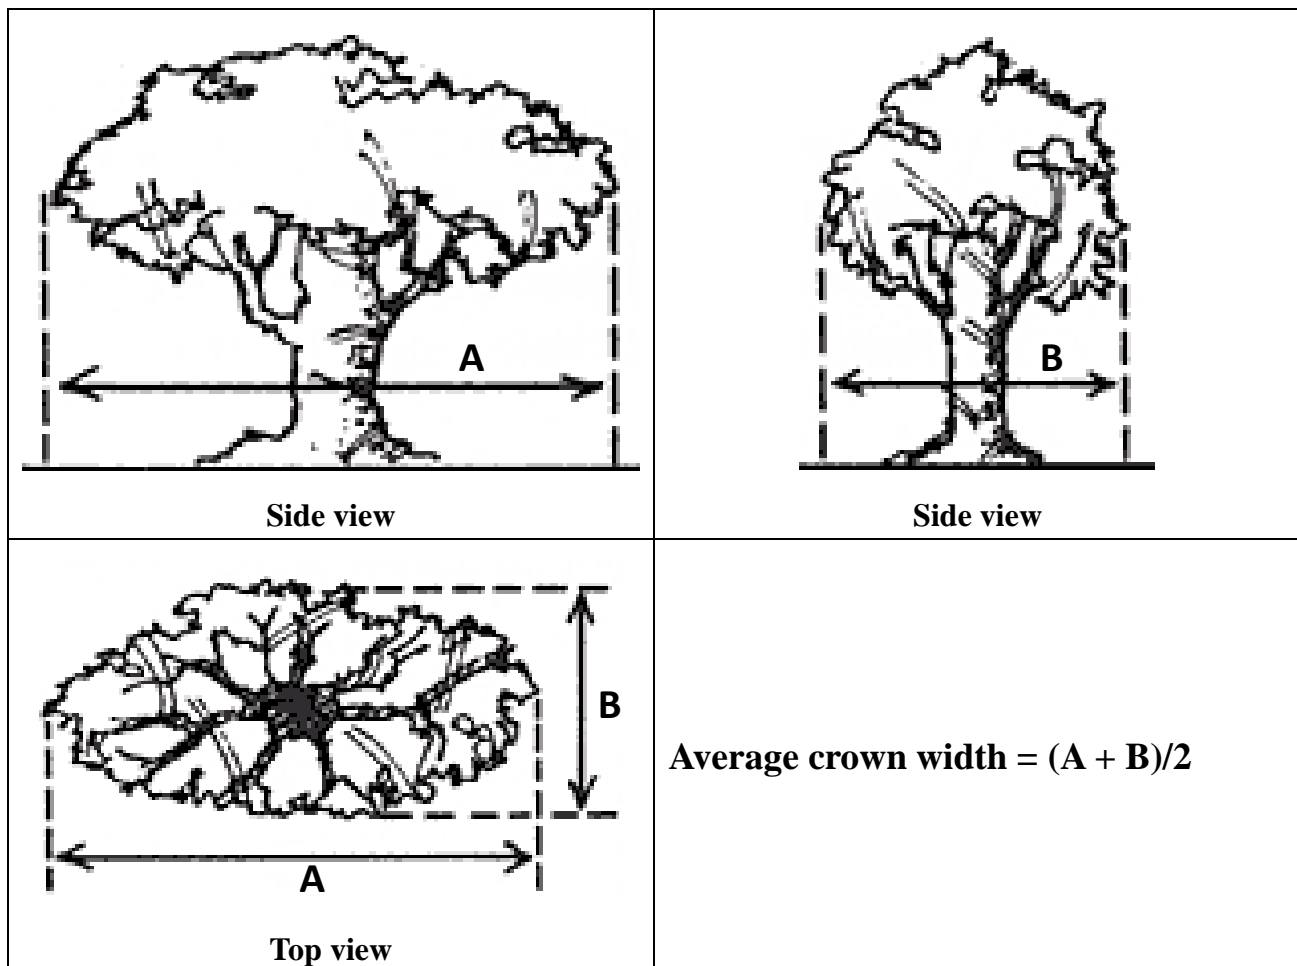 A
Side view
B
Side view
B
A
Top view
Average crown width = (A + B)/2